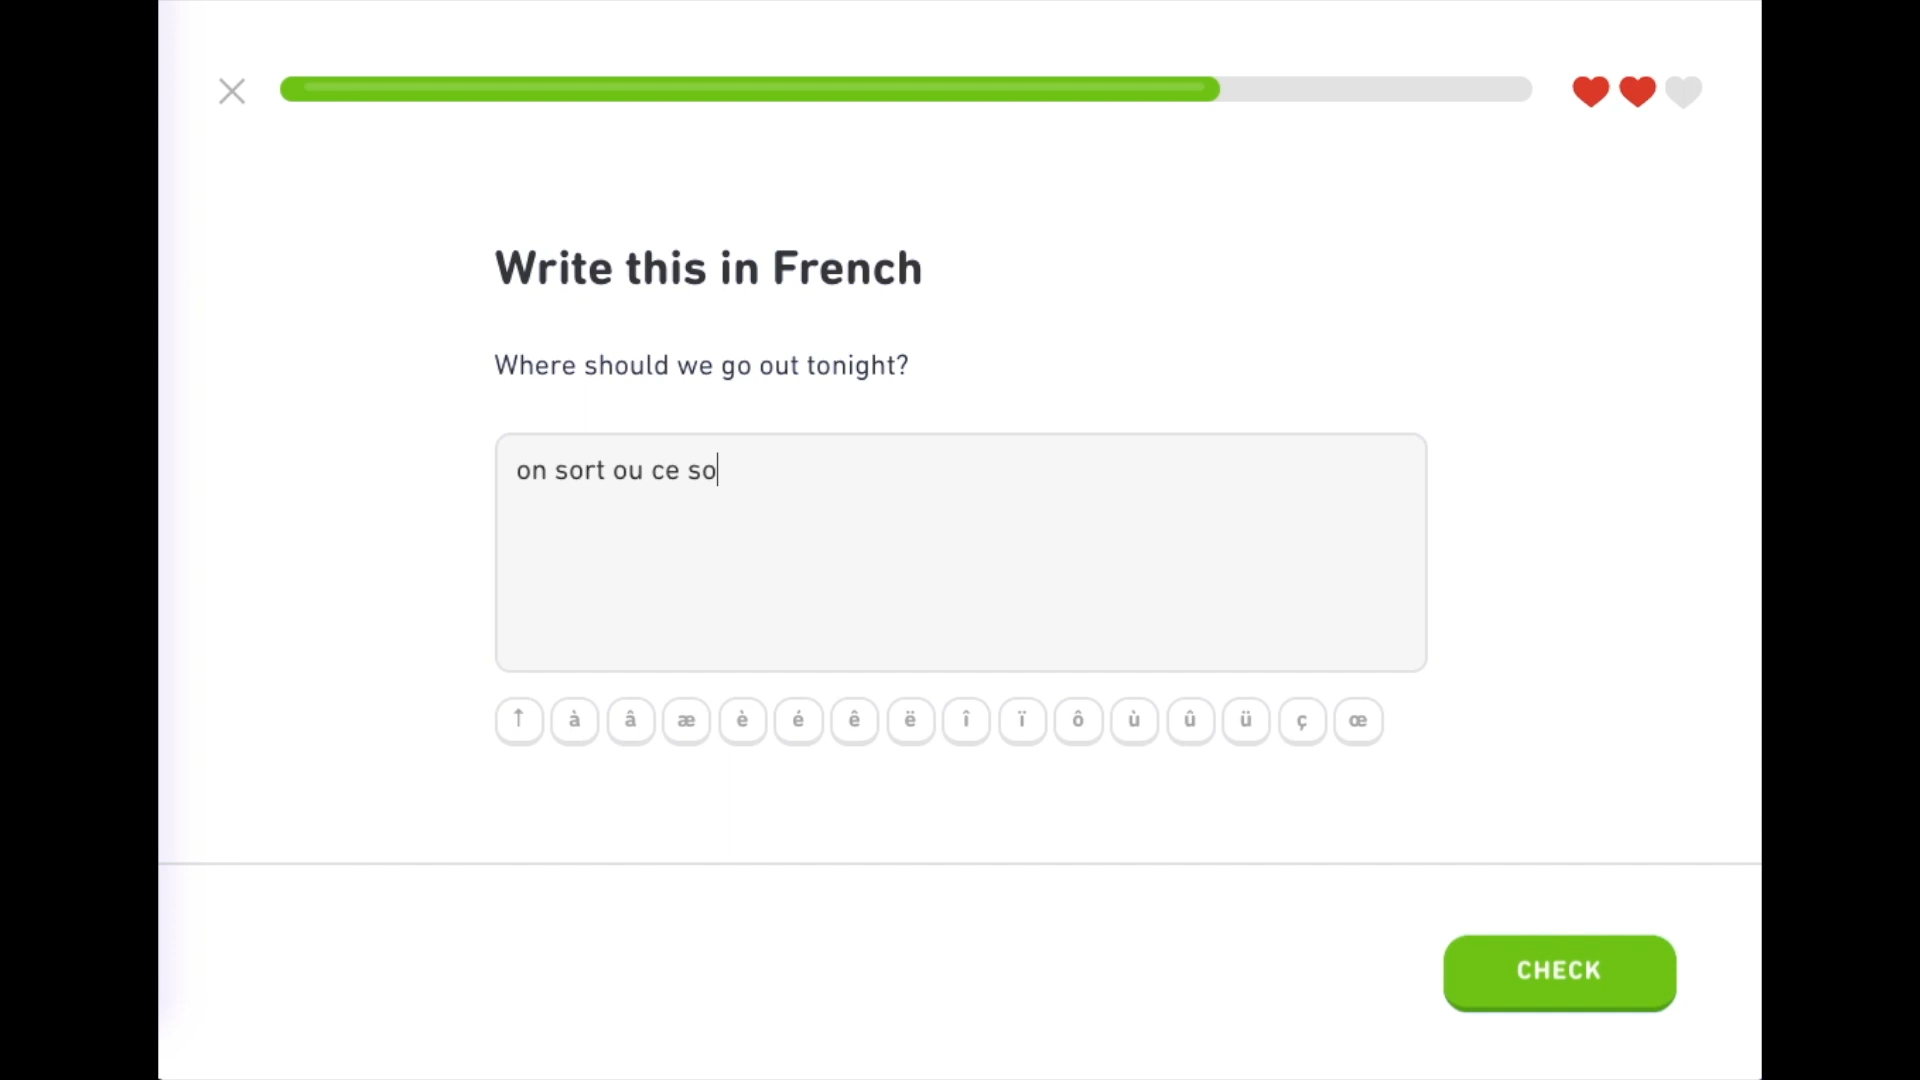 Write this in French
Where should we go out tonight?
on sort ou ce so
↑ à â æ è é ê ë î ï ô ù û ü ç œ
CHECK